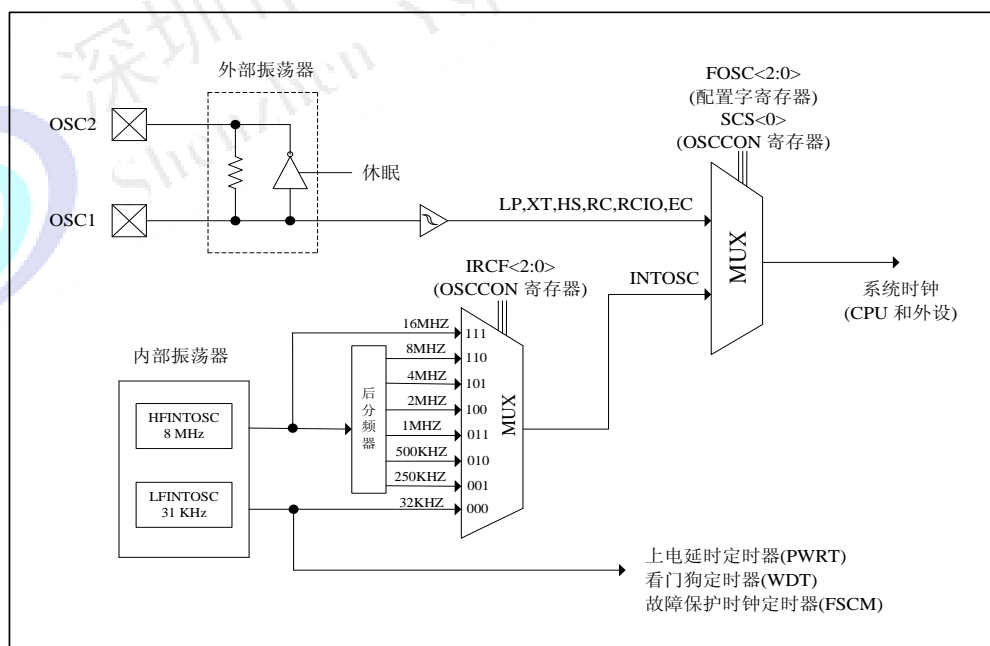 深圳
Shenzhen
外部振荡器
OSC2
OSC1
休眠
FOSC<2:0>
(配置字寄存器)
SCS<0>
(OSCCON 寄存器)
LP,XT,HS,RC,RCIO,EC
MUX
INTOSC
系统时钟
(CPU 和外设)
IRCF<2:0>
(OSCCON 寄存器)
内部振荡器
HFINTOSC
8 MHz
LFINTOSC
31 KHz
后分频器
16MHZ
8MHZ
4MHZ
2MHZ
1MHZ
500KHZ
250KHZ
32KHZ
111
110
101
100
011
010
001
000
MUX
上电延时定时器(PWRT)
看门狗定时器(WDT)
故障保护时钟定时器(FSCM)